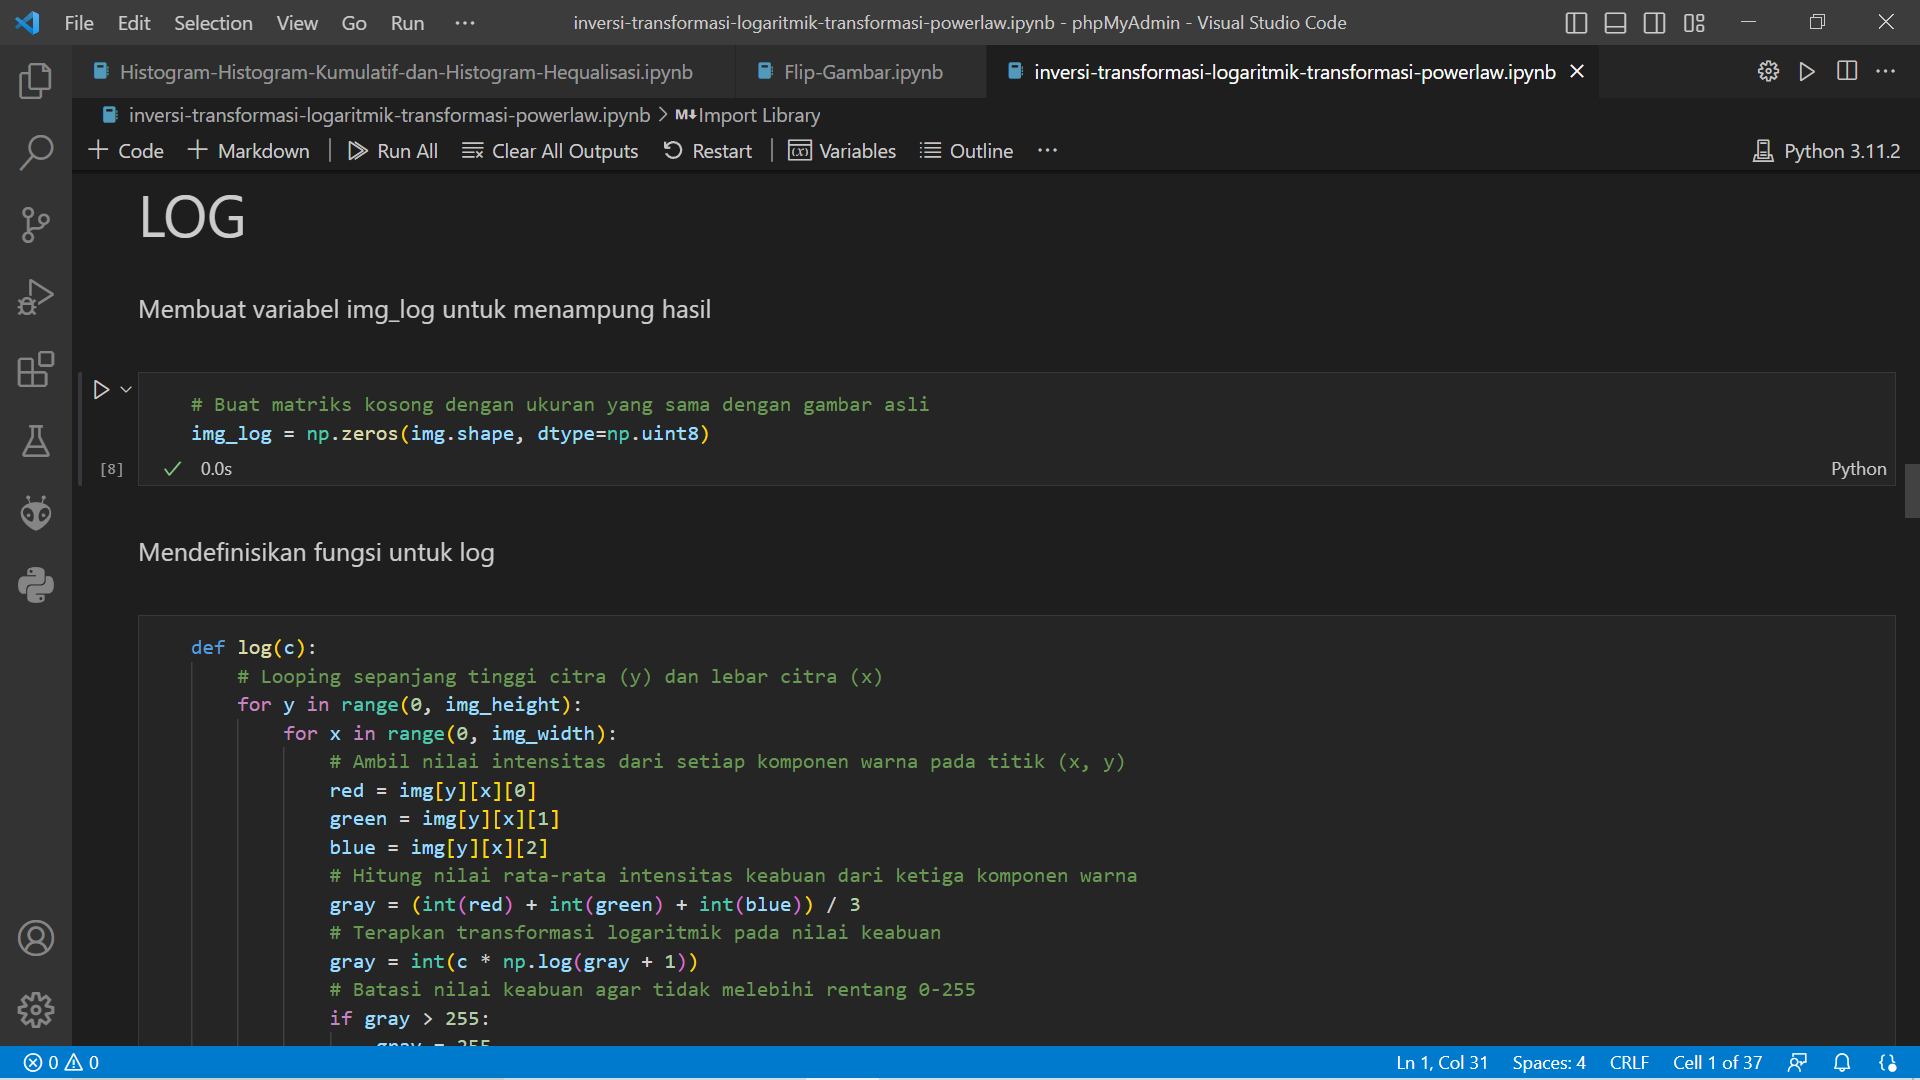 File Edit Selection View Go Run ··· inversi-transformasi-logaritmik-transformasi-powerlaw.ipynb - phpMyAdmin - Visual Studio Code
Histogram-Histogram-Kumulatif-dan-Histogram-Hequalisasi.ipynb Flip-Gambar.ipynb inversi-transformasi-logaritmik-transformasi-powerlaw.ipynb
inversi-transformasi-logaritmik-transformasi-powerlaw.ipynb > M↓Import Library
+ Code + Markdown | Run All Clear All Outputs Restart | Variables Outline ··· Python 3.11.2
LOG
Membuat variabel img_log untuk menampung hasil
# Buat matriks kosong dengan ukuran yang sama dengan gambar asli
img_log = np.zeros(img.shape, dtype=np.uint8)
[8] ✓ 0.0s Python
Mendefinisikan fungsi untuk log
def log(c):
# Looping sepanjang tinggi citra (y) dan lebar citra (x)
for y in range(0, img_height):
for x in range(0, img_width):
# Ambil nilai intensitas dari setiap komponen warna pada titik (x, y)
red = img[y][x][0]
green = img[y][x][1]
blue = img[y][x][2]
# Hitung nilai rata-rata intensitas keabuan dari ketiga komponen warna
gray = (int(red) + int(green) + int(blue)) / 3
# Terapkan transformasi logaritmik pada nilai keabuan
gray = int(c * np.log(gray + 1))
# Batasi nilai keabuan agar tidak melebihi rentang 0-255
if gray > 255:
gray = 255
0 0 Ln 1, Col 31 Spaces: 4 CRLF Cell 1 of 37